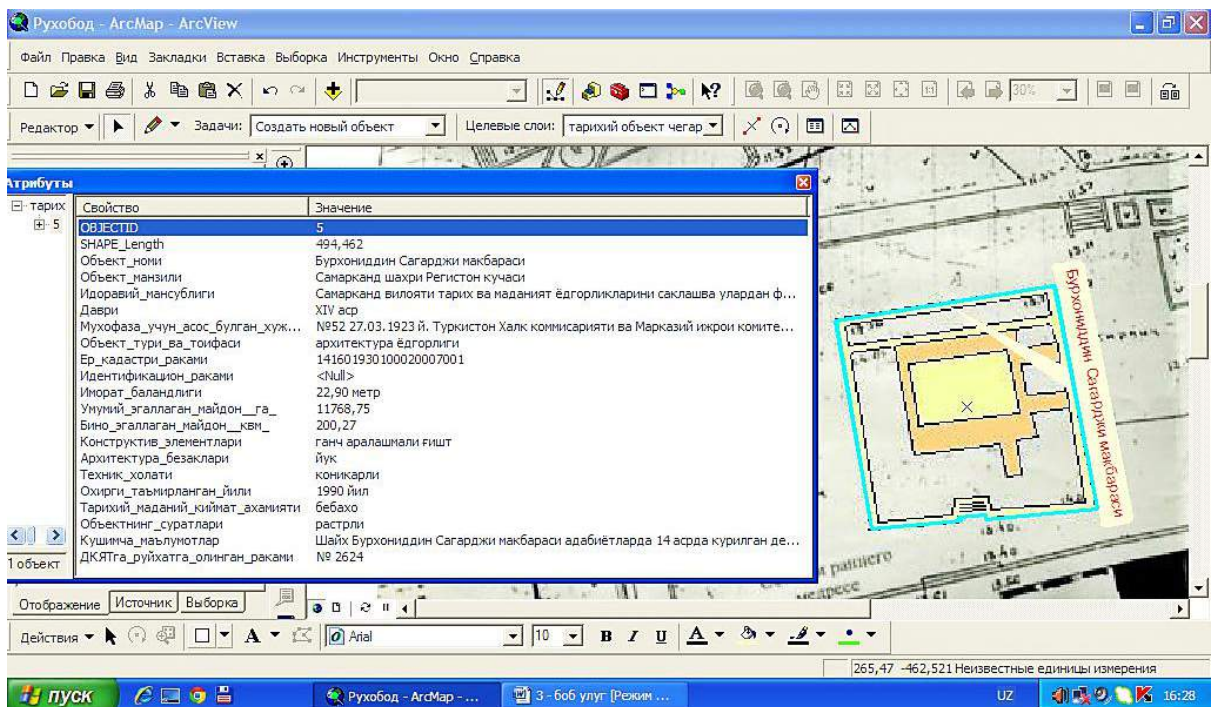 Рухобод - ArcMap - ArcView
Файл Правка Вид Закладки Вставка Выборка Инструменты Окно Справка
30%
Редактор Задачи: Создать новый объект Целевые слои: тарихий объект чегар
Атрибуты
тарих
5
Свойство Значение
OBJECTID 5
SHAPE_Length 494,462
Объект_номи Бурхониддин Сагарджи макбараси
Объект_манзили Самарканд шахри Регистон кучаси
Идоравий_мансублиги Самарканд вилояти тарих ва маданият ёдгорликларини саклашва улардан ф...
Даври XIV аср
Мухофаза_учун_асос_булган_хуж... №52 27.03.1923 й. Туркистон Халк коммисарияти ва Марказий ижрои комите...
Объект_тури_ва_тоифаси архитектура ёдгорлиги
Ер_кадастри_раками 141601930100020007001
Идентификацион_раками <Null>
Иморат_баландлиги 22,90 метр
Умумий_эгаллаган_майдон__га_ 11768,75
Бино_эгаллаган_майдон__квм_ 200,27
Конструктив_элементлари ганч аралашмали ғишт
Архитектура_безаклари йук
Техник_холати коникарли
Охирги_таъмирланган_йили 1990 йил
Тарихий_маданий_киймат_ахамияти бебахо
Объектнинг_суратлари растрли
Кушимча_маълумотлар Шайх Бурхониддин Сагарджи макбараси адабиётларда 14 асрда курилган де...
ДКЯТга_руйхатга_олинган_раками № 2624
1 объект
Бурхониддин Сагарджи макбараси
раннего
Отображение Источник Выборка
Действия A Arial 10 B I U A
265,47 -462,521 Неизвестные единицы измерения
пуск Рухобод - ArcMap - ... 3 - боб улуг [Режим ... UZ 16:28